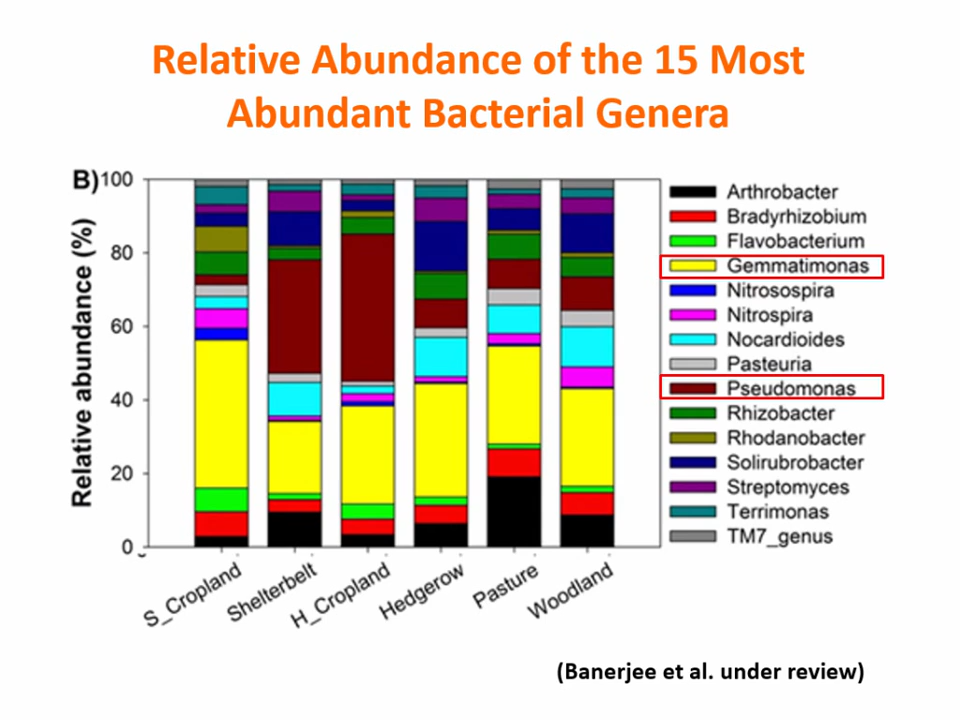 Relative Abundance of the 15 Most
Abundant Bacterial Genera
B)
Relative abundance (%)
100
80
60
40
20
0
S_Cropland
Shelterbelt
H_Cropland
Hedgerow
Pasture
Woodland
Arthrobacter
Bradyrhizobium
Flavobacterium
Gemmatimonas
Nitrosospira
Nitrospira
Nocardioides
Pasteuria
Pseudomonas
Rhizobacter
Rhodanobacter
Solirubrobacter
Streptomyces
Terrimonas
TM7_genus
(Banerjee et al. under review)